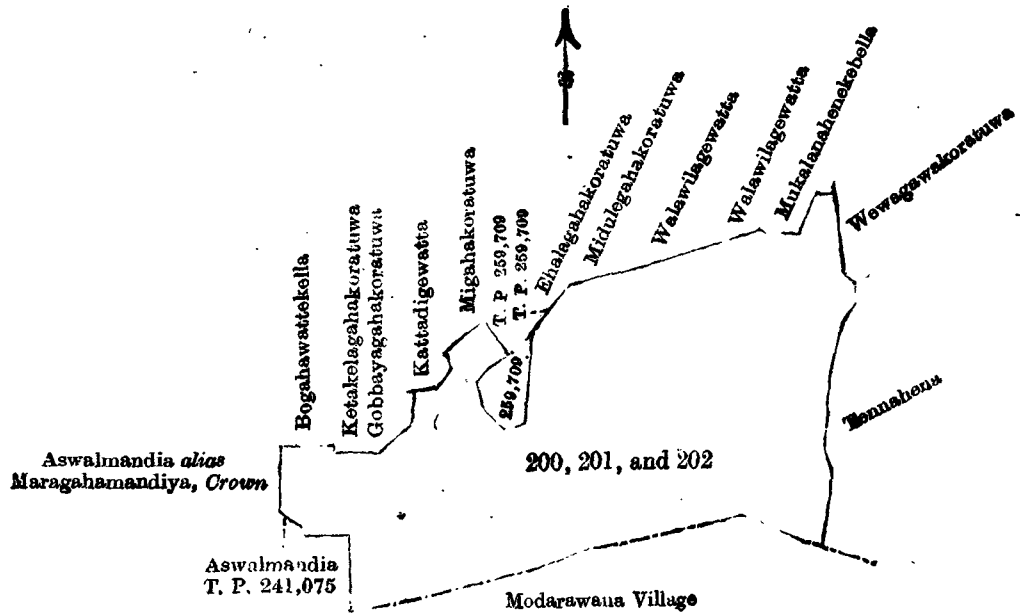 Bogahawattekella
Ketakelagahakoratuwa
Gobbayagahakoratuwa
Kattadigewatta
Migahakoratuwa
T. P. 259,709
T. P. 259,709
Ehalagahakoratuwa
Midulegahakoratuwa
Walawilagewatta
Walawilagewatta
Mukalanahenekebella
Wewagawakoratuwa
259,709
Tennahena
200, 201, and 202
Aswalmandia alias
Maragahamandiya, Crown
Aswalmandia
T. P. 241,075
Modarawana Village